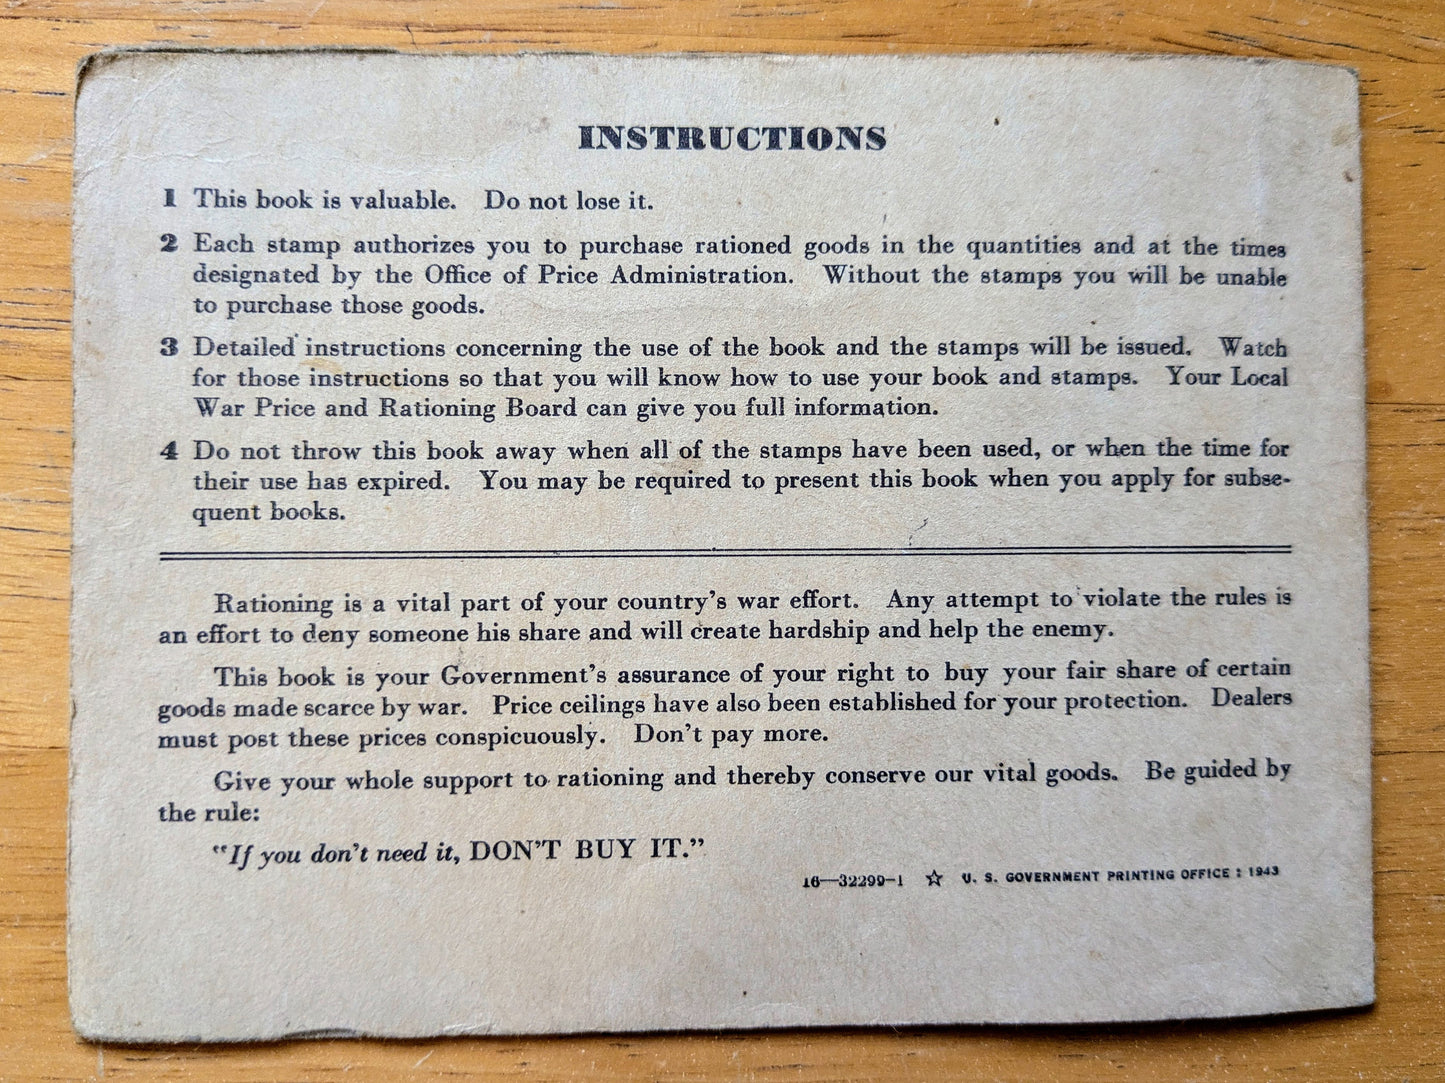 INSTRUCTIONS
1 This book is valuable. Do not lose it.
2 Each stamp authorizes you to purchase rationed goods in the quantities and at the times
designated by the Office of Price Administration. Without the stamps you will be unable
to purchase those goods.
3 Detailed instructions concerning the use of the book and the stamps will be issued. Watch
for those instructions so that you will know how to use your book and stamps. Your Local
War Price and Rationing Board can give you full information.
4 Do not throw this book away when all of the stamps have been used, or when the time for
their use has expired. You may be required to present this book when you apply for subse-
quent books.
Rationing is a vital part of your country's war effort. Any attempt to violate the rules is
an effort to deny someone his share and will create hardship and help the enemy.
This book is your Government's assurance of your right to buy your fair share of certain
goods made scarce by war. Price ceilings have also been established for your protection. Dealers
must post these prices conspicuously. Don't pay more.
Give your whole support to rationing and thereby conserve our vital goods. Be guided by
the rule:
"If you don't need it, DON'T BUY IT."
16—32299-1 ☆ U. S. GOVERNMENT PRINTING OFFICE : 1943